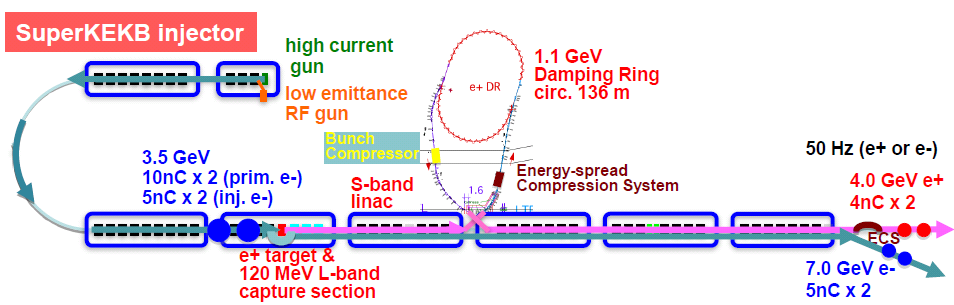 SuperKEKB injector
high current
gun
low emittance
RF gun
1.1 GeV
Damping Ring
circ. 136 m
e+ DR
Bunch
Compressor
Energy-spread
Compression System
1.6
3.5 GeV
10nC x 2 (prim. e-)
5nC x 2 (inj. e-)
S-band
linac
50 Hz (e+ or e-)
4.0 GeV e+
4nC x 2
ECS
e+ target &
120 MeV L-band
capture section
7.0 GeV e-
5nC x 2